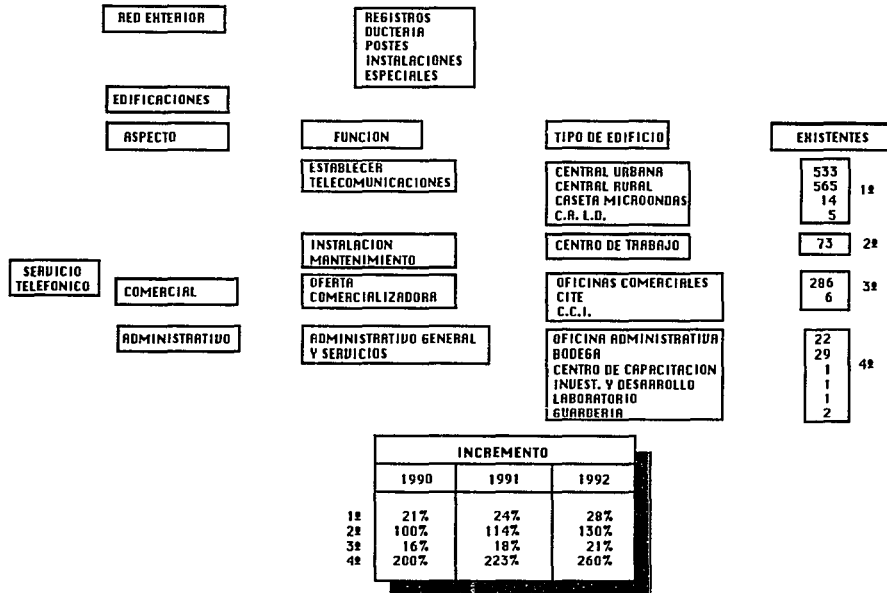 RED EXTERIOR
REGISTROS
DUCTERIA
POSTES
INSTALACIONES
ESPECIALES
EDIFICACIONES
ASPECTO
FUNCION
TIPO DE EDIFICIO
EXISTENTES
ESTABLECER
TELECOMUNICACIONES
CENTRAL URBANA
CENTRAL RURAL
CASETA MICROONDAS
C.A. L.D.
533
565
14
5
1º
INSTALACION
MANTENIMIENTO
CENTRO DE TRABAJO
73
2º
SERVICIO
TELEFONICO
COMERCIAL
OFERTA
COMERCIALIZADORA
OFICINAS COMERCIALES
CITE
C.C.I.
286
6
3º
ADMINISTRATIVO
ADMINISTRATIVO GENERAL
Y SERVICIOS
OFICINA ADMINISTRATIVA
BODEGA
CENTRO DE CAPACITACION
INVEST. Y DESARROLLO
LABORATORIO
GUARDERIA
22
29
1
1
1
2
4º
INCREMENTO
1990 1991 1992
1º 21% 24% 28%
2º 100% 114% 130%
3º 16% 18% 21%
4º 200% 223% 260%